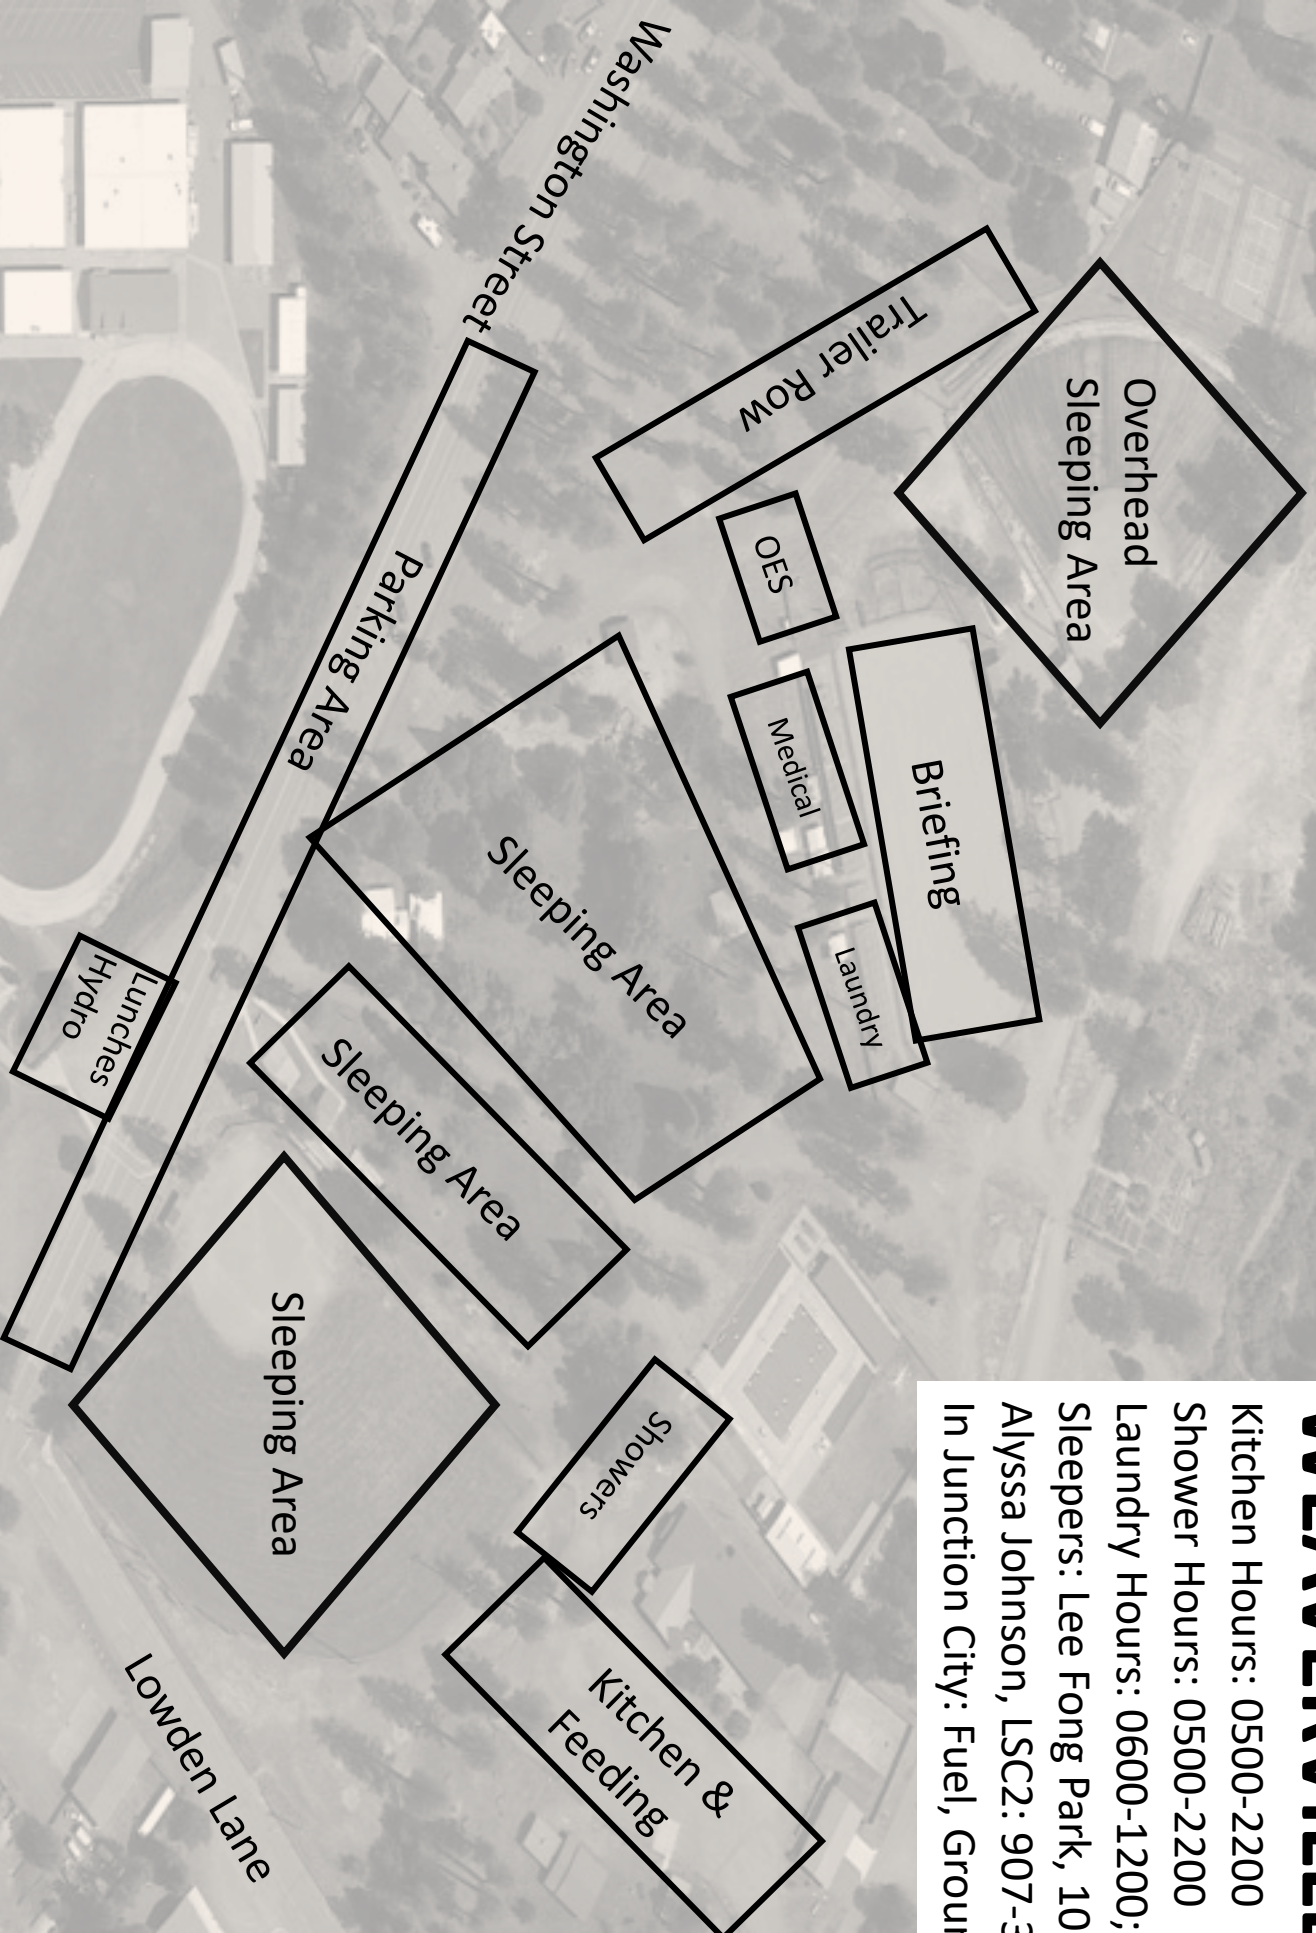 Kitchen Hours: 0500-2200
Shower Hours: 0500-2200
Laundry Hours: 0600-1200;
Sleepers: Lee Fong Park, 10
Alyssa Johnson, LSC2: 907-3
In Junction City: Fuel,
Overhead
Sleeping Area
Trailer Row
OES
Briefing
Medical
Laundry
Washington Street
Parking Area
Sleeping Area
Sleeping Area
Sleeping Area
Lunches
Hydro
Showers
Kitchen &
Feeding
Lowden Lane